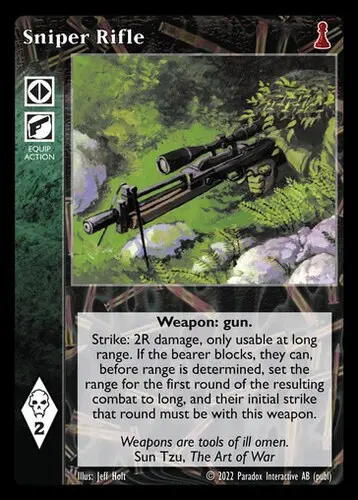 Sniper Rifle
EQUIP
ACTION
Weapon: gun.
Strike: 2R damage, only usable at long
range. If the bearer blocks, they can,
before range is determined, set the
range for the first round of the resulting
combat to long, and their initial strike
that round must be with this weapon.
2
Weapons are tools of ill omen.
Sun Tzu, The Art of War
Illus: Jeff Holt
© 2022 Paradox Interactive AB (publ)